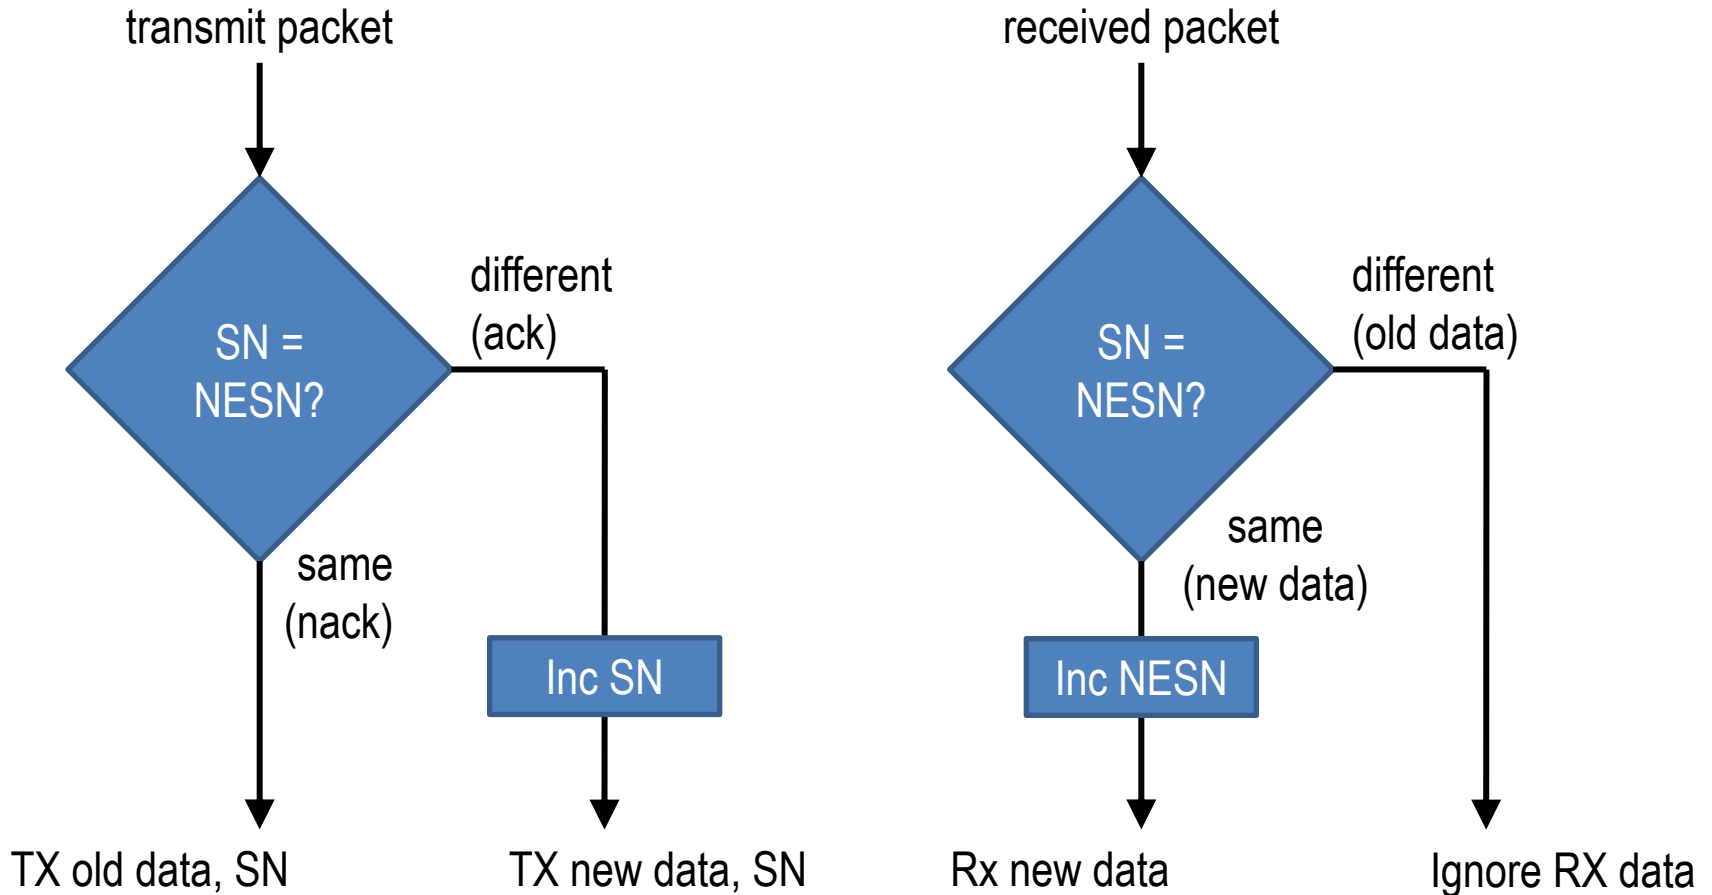 transmit packet
SN =
NESN?
different
(ack)
same
(nack)
Inc SN
TX old data, SN
TX new data, SN
received packet
SN =
NESN?
different
(old data)
same
(new data)
Inc NESN
Rx new data
Ignore RX data